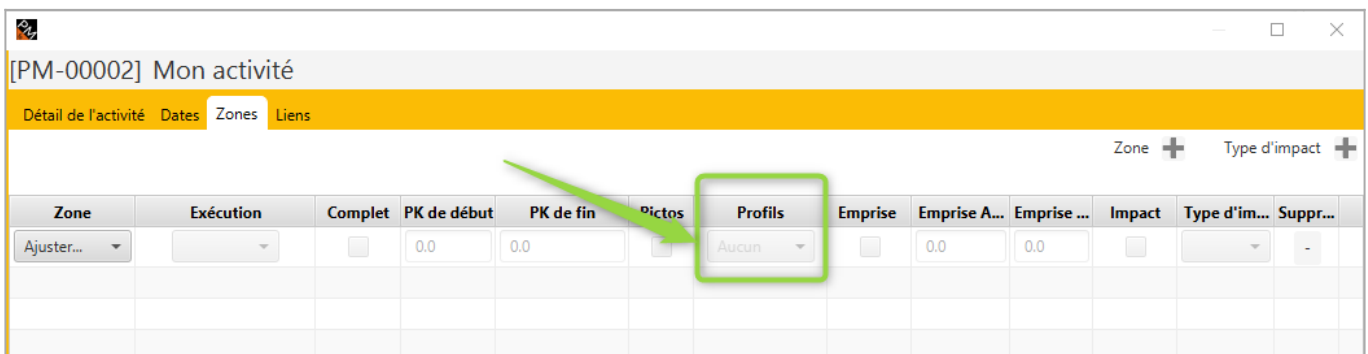 [PM-00002] Mon activité
Détail de l'activité Dates Zones Liens
Zone Type d'impact
Zone Exécution Complet PK de début PK de fin Pictos Profils Emprise Emprise A... Emprise ... Impact Type d'im... Suppr...
Ajuster... 0.0 0.0 Aucun 0.0 0.0 -